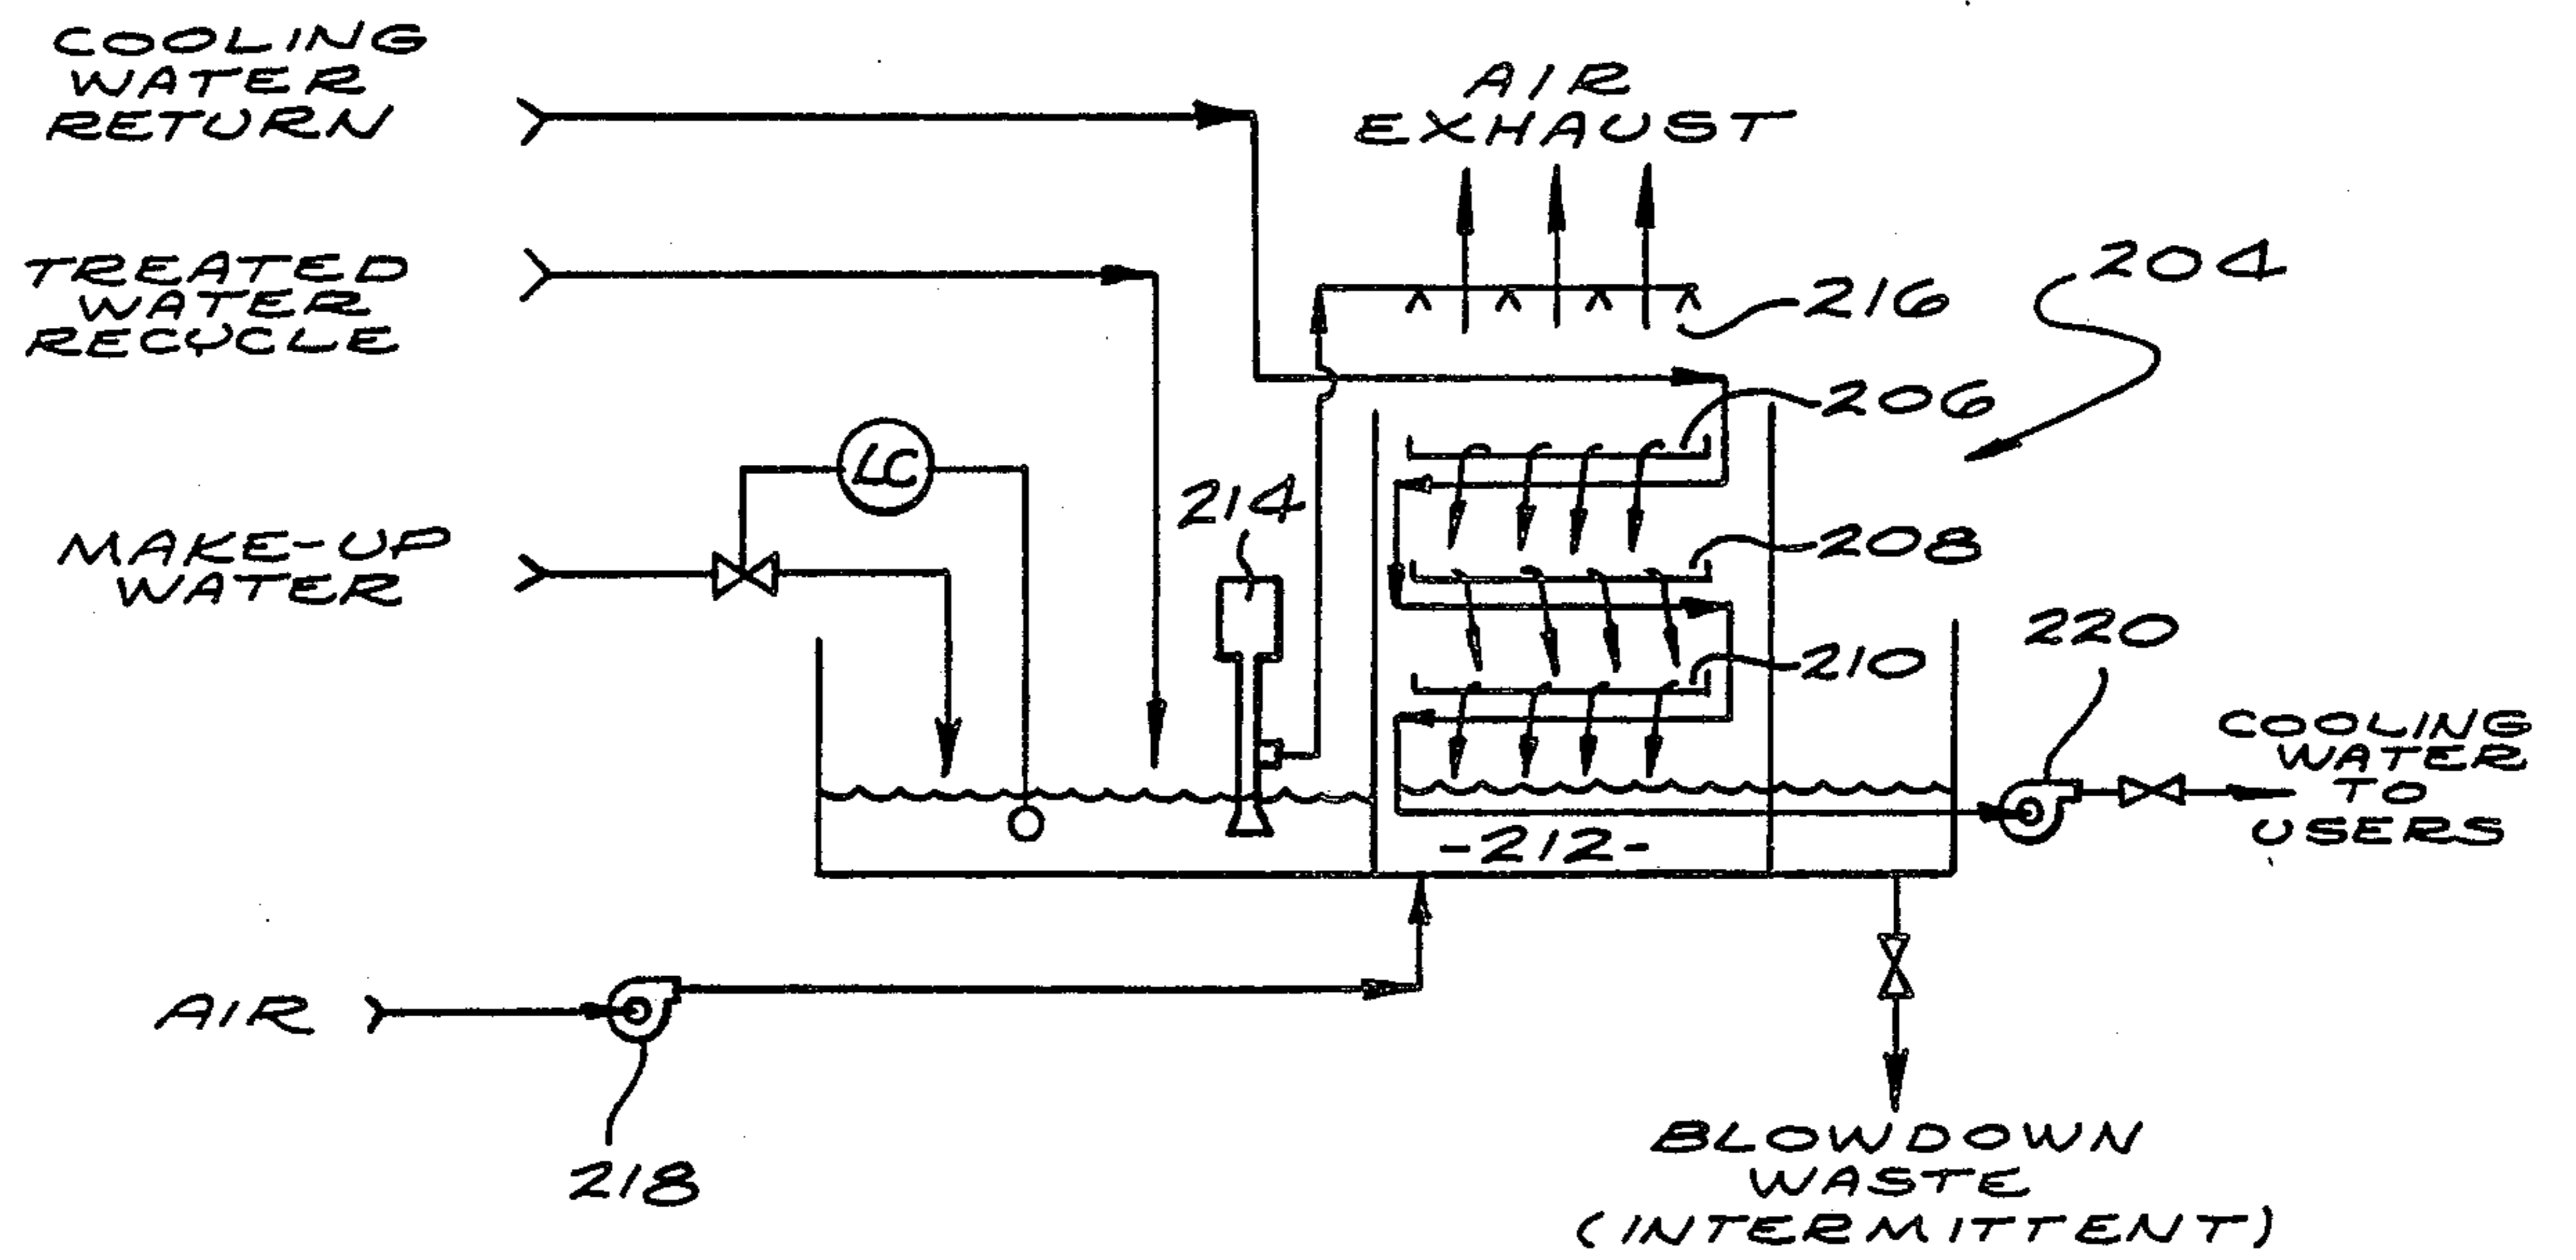 COOLING
WATER
RETURN
AIR
EXHAUST
TREATED
WATER
RECYCLE
204
216
206
LC
214
MAKE-UP
WATER
208
220
210
COOLING
WATER
TO
USERS
-212-
AIR
218
BLOWDOWN
WASTE
(INTERMITTENT)